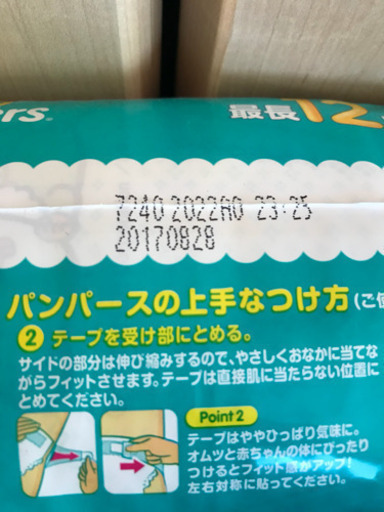 ers
最長12
7240 2022A0 23:25
20170828
パンパースの上手なつけ方(ご
② テープを受け部にとめる。
サイドの部分は伸び縮みするので、やさしくおなかに当てな
がらフィットさせます。テープは直接肌に当たらない位置に
とめてください。
Point 2
テープはややひっぱり気味に。
オムツと赤ちゃんの体にぴったり
つけるとフィット感がアップ!
左右対称に貼ってください。